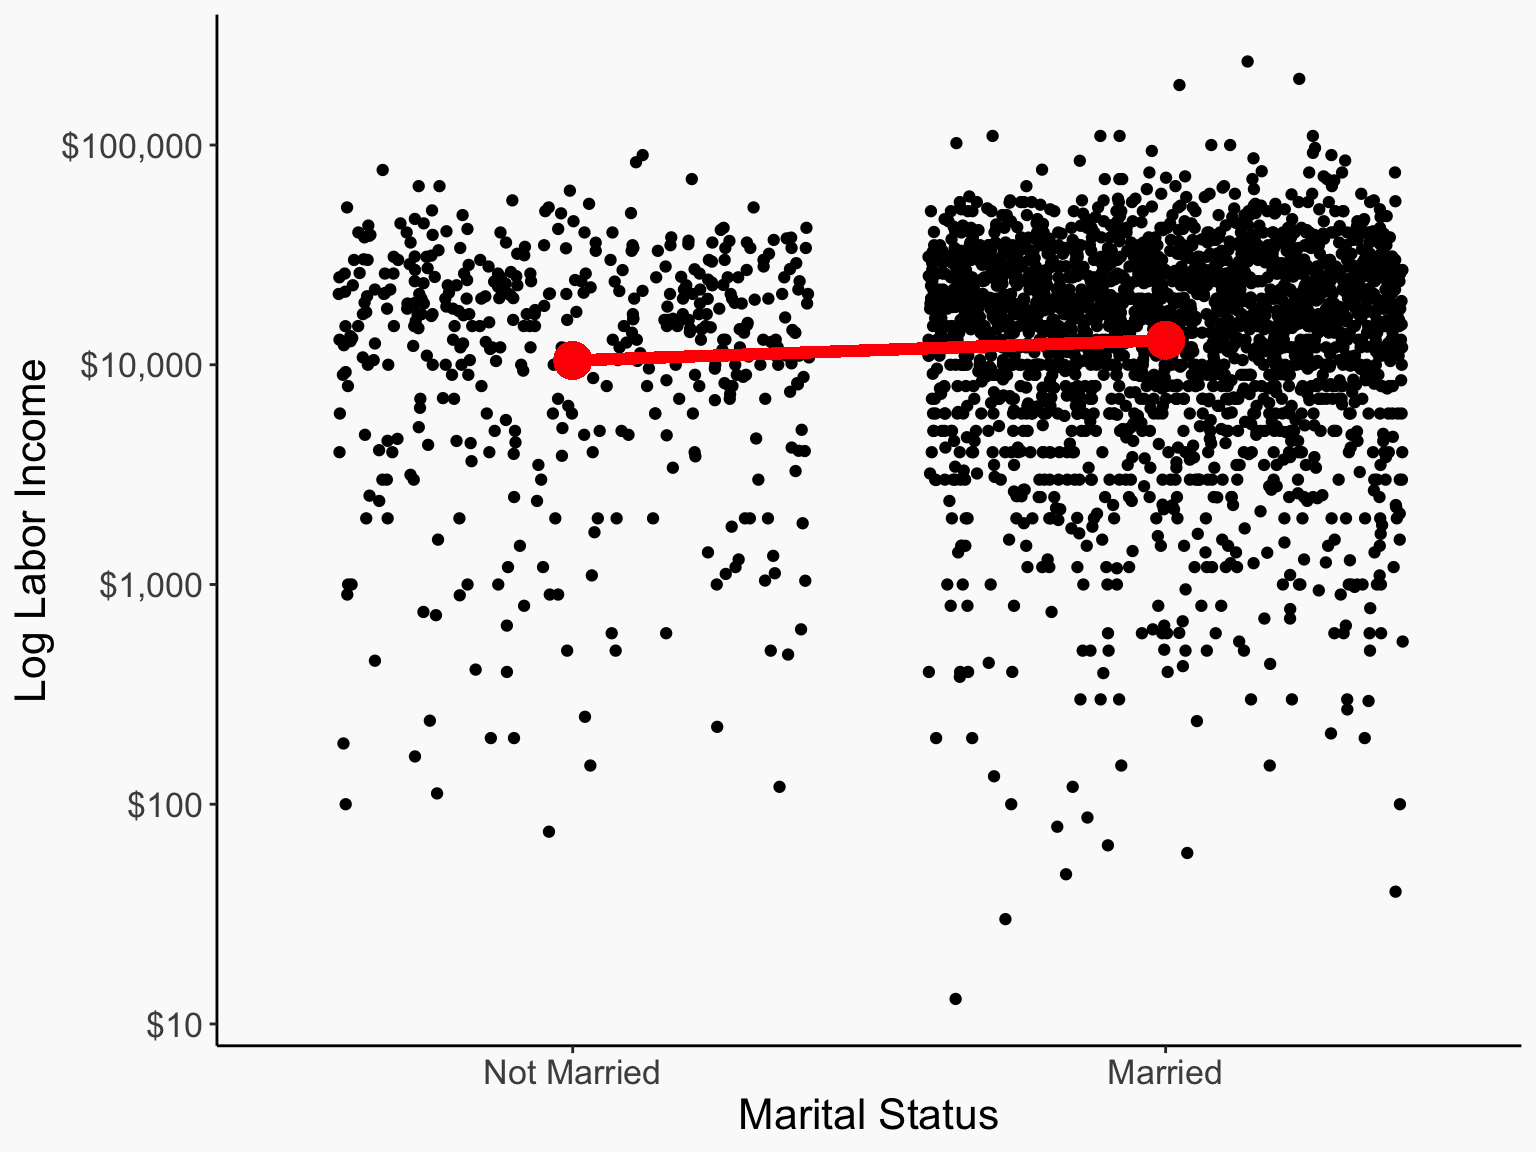 $100,000
$10,000
$1,000
$100
$10
Log Labor Income
Not Married
Married
Marital Status